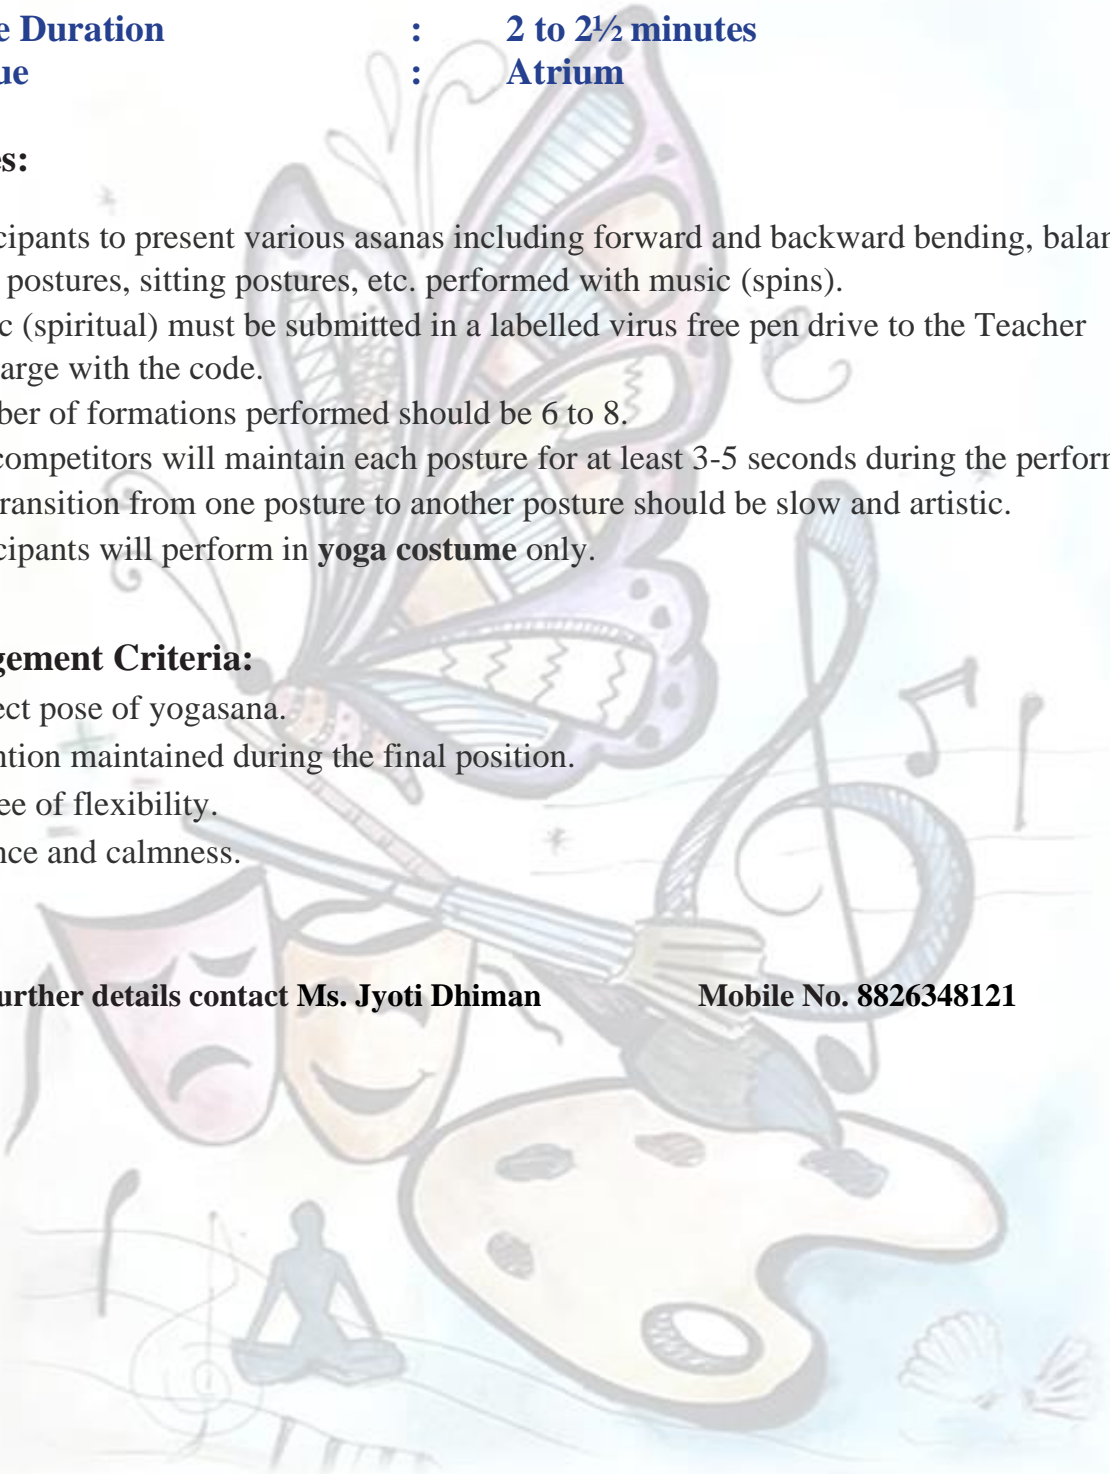 e Duration : 2 to 2½ minutes
ue : Atrium
es:
cipants to present various asanas including forward and backward bending, balan
postures, sitting postures, etc. performed with music (spins).
c (spiritual) must be submitted in a labelled virus free pen drive to the Teacher
arge with the code.
ber of formations performed should be 6 to 8.
competitors will maintain each posture for at least 3-5 seconds during the perform
ransition from one posture to another posture should be slow and artistic.
cipants will perform in yoga costume only.
gement Criteria:
ect pose of yogasana.
ntion maintained during the final position.
ee of flexibility.
nce and calmness.
urther details contact Ms. Jyoti Dhiman Mobile No. 8826348121